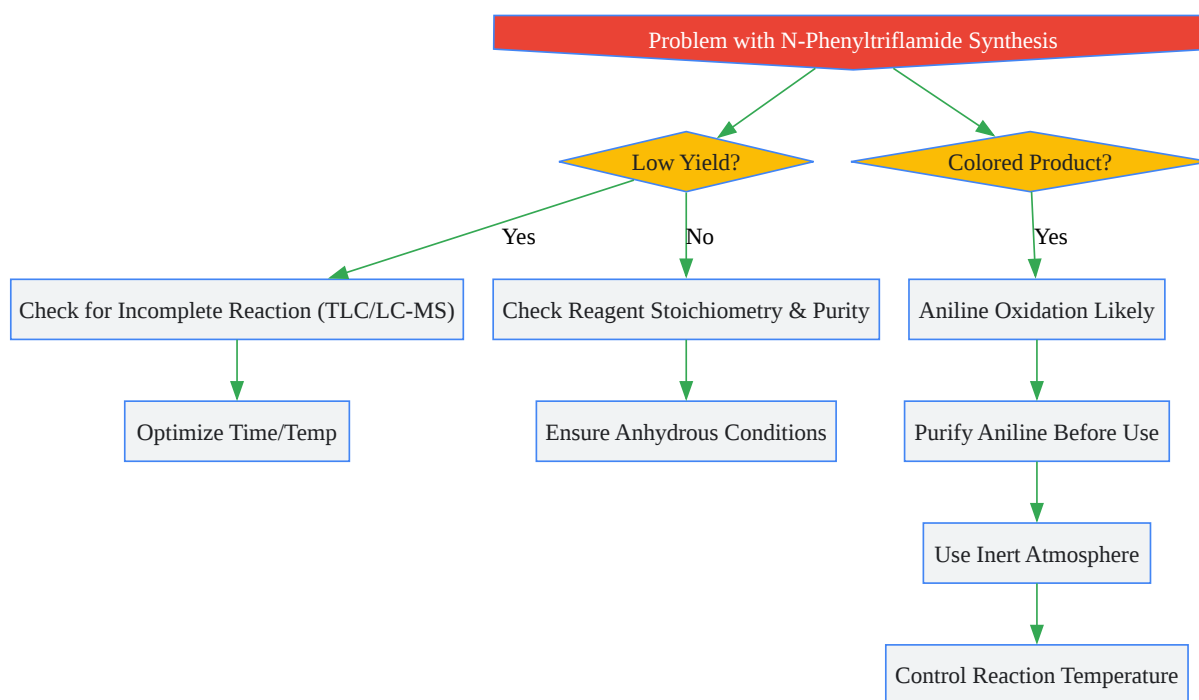 Problem with N-Phenyltriflamide Synthesis
Low Yield?
Colored Product?
Yes
No
Yes
Check for Incomplete Reaction (TLC/LC-MS)
Check Reagent Stoichiometry & Purity
Aniline Oxidation Likely
Optimize Time/Temp
Ensure Anhydrous Conditions
Purify Aniline Before Use
Use Inert Atmosphere
Control Reaction Temperature